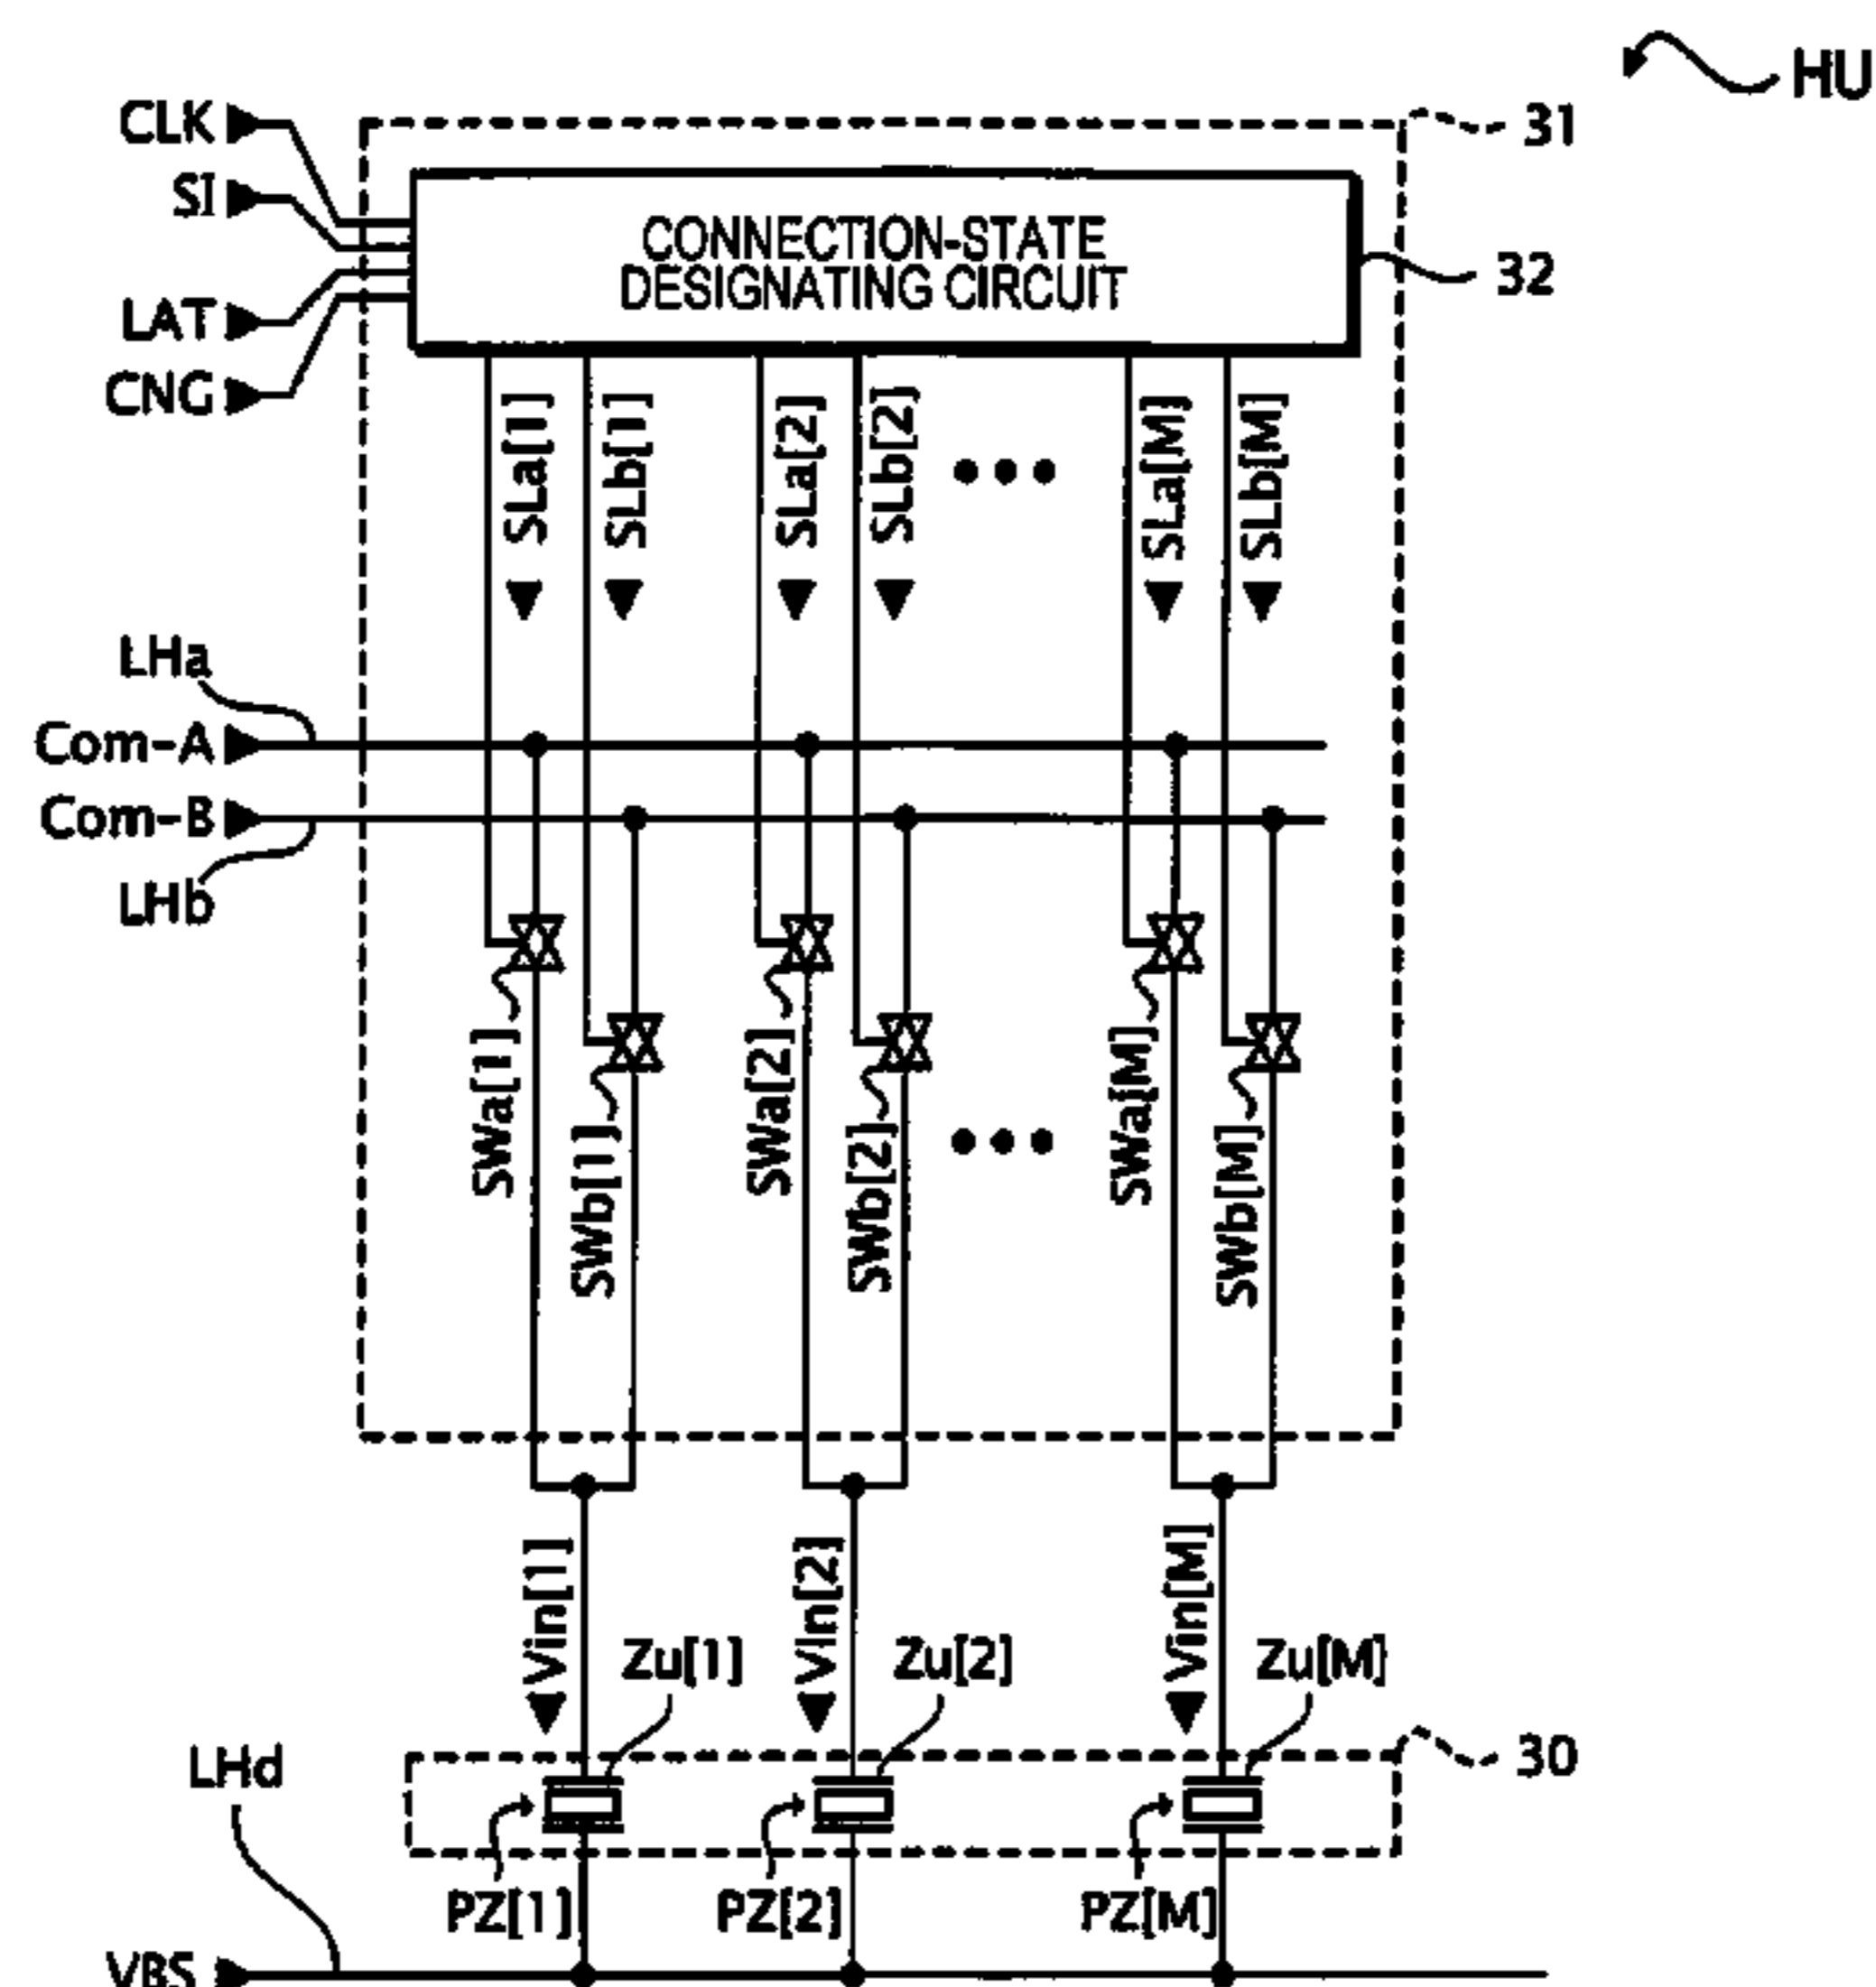 HU
31
CLK
SI
LAT
CNG
CONNECTION-STATE
DESIGNATING CIRCUIT
32
SLa[1]
SLb[1]
SLa[2]
SLb[2]
SLa[M]
SLb[M]
LHa
Com-A
Com-B
LHb
SWa[1]
SWb[1]
SWa[2]
SWb[2]
SWa[M]
SWb[M]
Vin[1]
Vin[2]
Vin[M]
Zu[1]
Zu[2]
Zu[M]
LHd
30
PZ[1]
PZ[2]
PZ[M]
VBS